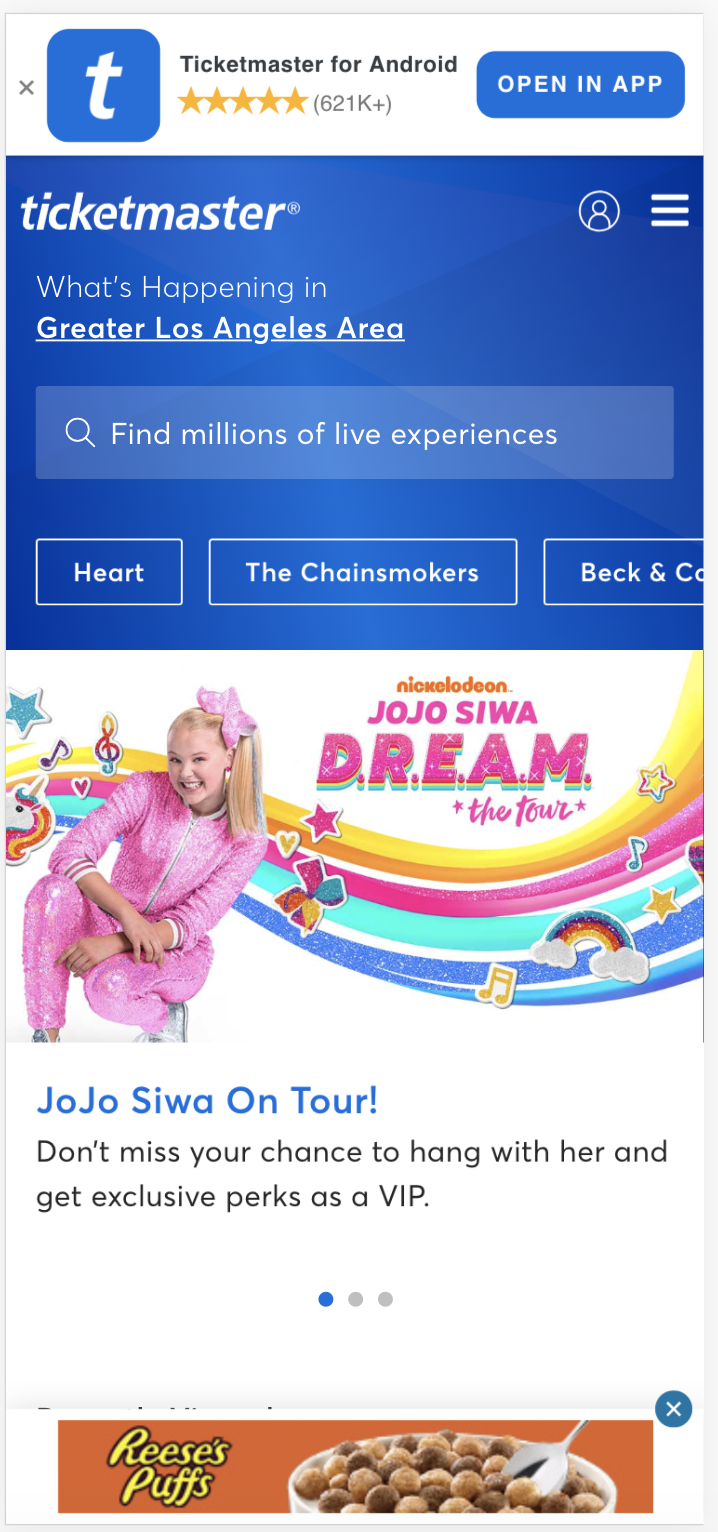 Ticketmaster for Android
(621K+)
OPEN IN APP
ticketmaster®
What's Happening in
Greater Los Angeles Area
Find millions of live experiences
Heart
The Chainsmokers
Beck & Co
nickelodeon
JOJO SIWA
D.R.E.A.M.
the tour
JoJo Siwa On Tour!
Don't miss your chance to hang with her and
get exclusive perks as a VIP.
Reese's
Puffs